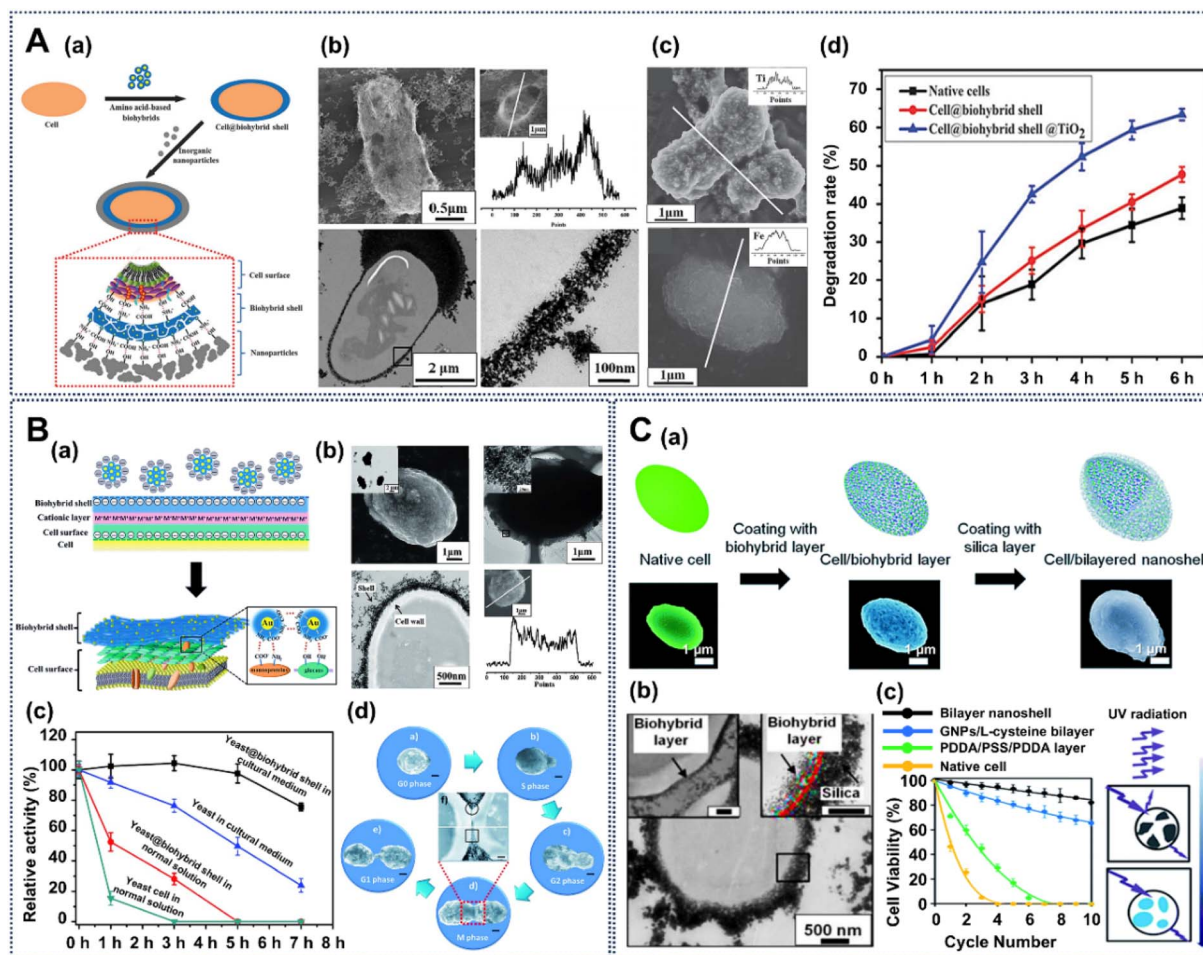 A
(a)
Cell
Amino acid-based
biohybrids
Cell@biohybrid shell
Inorganic
nanoparticles
Cell surface
Biohybrid shell
Nanoparticles
(b)
0.5μm
1μm
Points
2 μm
100nm
(c)
Ti
Points
1μm
Fe
Points
1μm
(d)
Native cells
Cell@biohybrid shell
Cell@biohybrid shell @TiO2
Degradation rate (%)
70
60
50
40
30
20
10
0
0 h 1 h 2 h 3 h 4 h 5 h 6 h
B
(a)
Biohybrid shell
Cationic layer
Cell surface
Cell
Biohybrid shell
Cell surface
Au Au
(b)
1μm
1μm
Shell
Cell wall
500nm
Points
(c)
Relative activity (%)
140
120
100
80
60
40
20
0
Yeast@biohybrid shell in
cultural medium
Yeast in cultural medium
Yeast@biohybrid shell in
normal solution
Yeast cell in
normal solution
0 h 1 h 2 h 3 h 4 h 5 h 6 h 7 h 8 h
(d)
a)
G0 phase
b)
S phase
c)
G2 phase
d)
M phase
e)
G1 phase
f)
C
(a)
Native cell
Coating with
biohybrid layer
Cell/biohybrid layer
Coating with
silica layer
Cell/bilayered nanoshell
1 μm
1 μm
1 μm
(b)
Biohybrid
layer
Biohybrid
layer
Silica
500 nm
(c)
Bilayer nanoshell
GNPs/L-cysteine bilayer
PDDA/PSS/PDDA layer
Native cell
UV radiation
Cell Viability (%)
100
80
60
40
20
0
0 2 4 6 8 10
Cycle Number